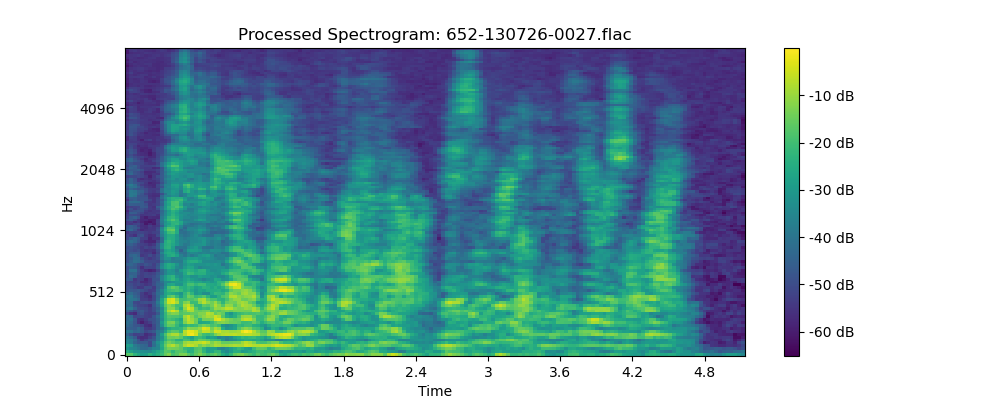 Processed Spectrogram: 652-130726-0027.flac
Hz
4096
2048
1024
512
0
0 0.6 1.2 1.8 2.4 3 3.6 4.2 4.8
Time
-10 dB
-20 dB
-30 dB
-40 dB
-50 dB
-60 dB